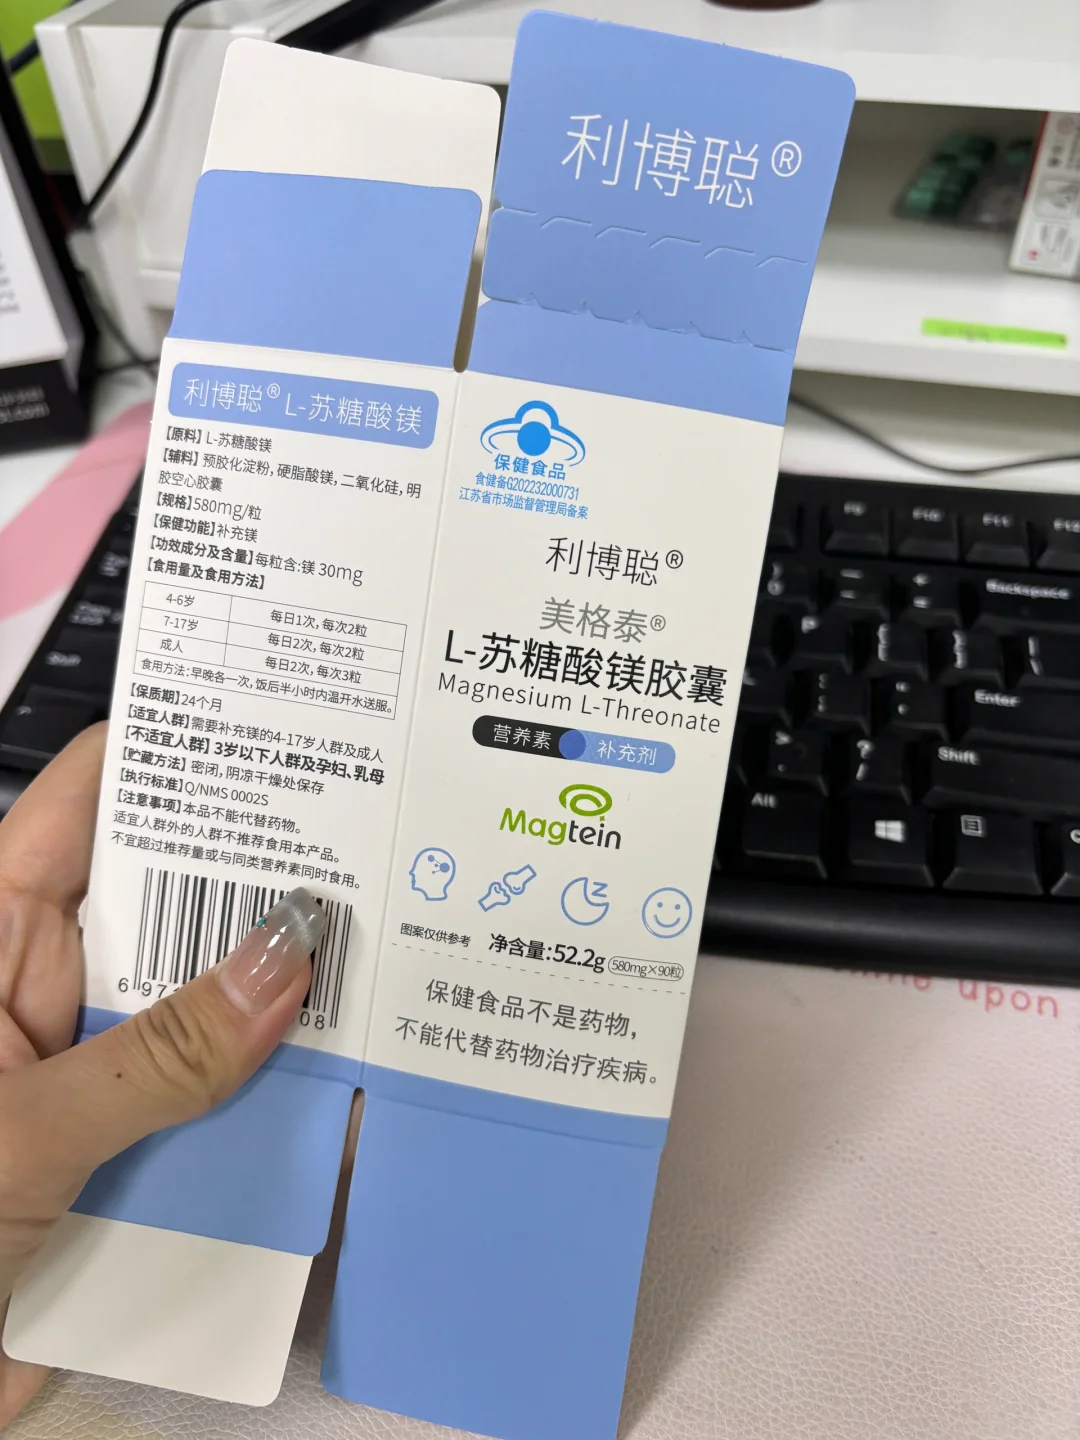 利博聪®
利博聪® L-苏糖酸镁
【原料】L-苏糖酸镁
【辅料】预胶化淀粉,硬脂酸镁,二氧化硅,明
胶空心胶囊
【规格】580mg/粒
【保健功能】补充镁
【功效成分及含量】每粒含:镁 30mg
【食用量及食用方法】
4-6岁 每日1次,每次2粒
7-17岁 每日2次,每次2粒
成人 每日2次,每次3粒
食用方法:早晚各一次,饭后半小时内温开水送服。
【保质期】24个月
【适宜人群】需要补充镁的4-17岁人群及成人
【不适宜人群】3岁以下人群及孕妇、乳母
【贮藏方法】密闭,阴凉干燥处保存
【执行标准】Q/NMS 0002S
【注意事项】本品不能代替药物。
适宜人群外的人群不推荐食用本产品。
不宜超过推荐量或与同类营养素同时食用。
保健食品
食健备G202232000731
江苏省市场监督管理局备案
利博聪®
美格泰®
L-苏糖酸镁胶囊
Magnesium L-Threonate
营养素 补充剂
Magtein
图案仅供参考 净含量:52.2g (580mg×90粒)
保健食品不是药物,
不能代替药物治疗疾病。
F9 F10 F11 F12
Backspace
Enter
Shift
Alt
upon